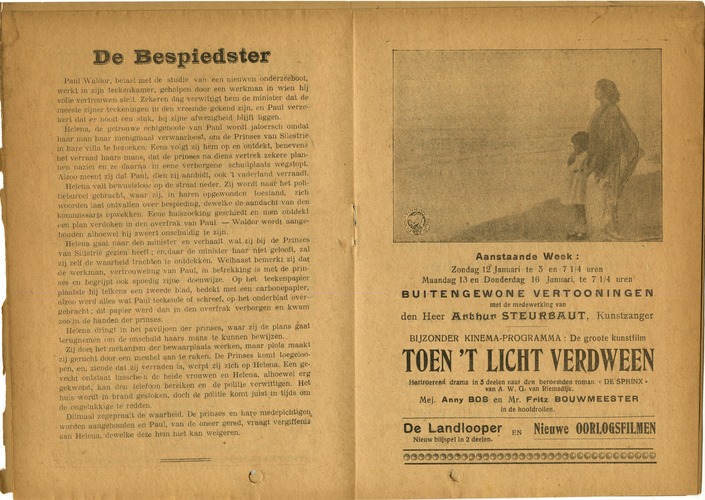 De Bespiedster
Paul Waldor, belast met de studie van een nieuwen onderzeeboot,
werkt in zijn teekenkamer, geholpen door een werkman in wien hij
volle vertrouwen stelt. Zekeren dag verwittigt hem de minister dat de
meeste zijner teekeningen in den vreemde gekend zijn, en Paul verze-
kert dat er nooit een stuk, bij zijne afwezigheid blijft liggen.
Helena, de getrouwe echtgenoote van Paul wordt jaloersch omdat
haar man haar menigmaal verwaarloost, om de Prinses van Silestrie
in hare villa te bezoeken. Eens volgt zij hem op en ontdekt, benevens
het verraad haars mans, dat de prinses na diens vertrek zekere plan-
nen naziet en ze daarna in eene verborgene schuilplaats wegstopt.
Alzoo meent zij dat Paul, dien zij aanbidt, ook 't vaderland verraadt.
Helena valt bewusteloos op de straat neder. Zij wordt naar het poli-
tiebureel gebracht, waar zij, in haren opgewonden toestand, zich
woorden laat ontvallen over bespieding, dewelke de aandacht van den
kommissaris opwekken. Eene huiszoeking geschiedt en men ontdekt
een plan verdoken in den overfrak van Paul. — Waldor wordt aange-
houden alhoewel hij zweert onschuldig te zijn.
Helena gaat naar den minister en verhaalt wat zij bij de Prinses
van Silistrie gezien heeft; en daar de minister haar niet gelooft, zal
zij zelf de waarheid trachten te ontdekken. Welhaast bemerkt zij dat
de werkman, vertrouweling van Paul, in betrekking is met de prin-
ses en begrijpt ook spoedig zijne doenwijze. Op het teekenpapier
plaatste hij telkens een tweede blad, bedekt met een carbonepapier,
alzoo werd alles wat Paul teekende of schreef, op het onderblad over-
gebracht; dit papier werd dan in den overfrak verborgen en kwam
zoo in de handen der prinses.
Helena dringt in het paviljoen der prinses, waar zij de plans gaat
terugnemen om de onschuld haars mans te kunnen bewijzen.
Zij doet het mekanism der bewaarplaats werken, maar plots maakt
zij gerucht door een meubel aan te raken. De Prinses komt toegeloo-
pen, en, ziende dat zij verraden is, werpt zij zich op Helena. Een ge-
vecht ontstaat tusschen de beide vrouwen en Helena, alhoewel erg
gekwetst, kan den telefoon bereiken en de politie verwittigen. Het
huis wordt in brand gestoken, doch de politie komt juist in tijds om
de ongelukkige te redden.
Ditmaal zegepraalt de waarheid. De prinses en hare medeplichtigen
worden aangehouden en Paul, van de oneer gered, vraagt vergiffenis
aan Helena, dewelke deze hem niet kan weigeren.
Aanstaande Week :
Zondag 12 Januari te 3 en 7 1/4 uren
Maandag 13 en Donderdag 16 Januari, te 7 1/4 uren
BUITENGEWONE VERTOONINGEN
met de medewerking van
den Heer Arthur STEURBAUT, Kunstzanger
BIJZONDER KINEMA-PROGRAMMA : De groote kunstfilm
TOEN 'T LICHT VERDWEEN
Hartroerend drama in 5 deelen naar den beroemden roman « DE SPHINX »
van A. W. G. van Riemsdijk.
Mej. Anny BOS en Mr. Fritz BOUWMEESTER
in de hoofdrollen.
De Landlooper EN Nieuwe OORLOGSFILMEN
Nieuw blijspel in 2 deelen.